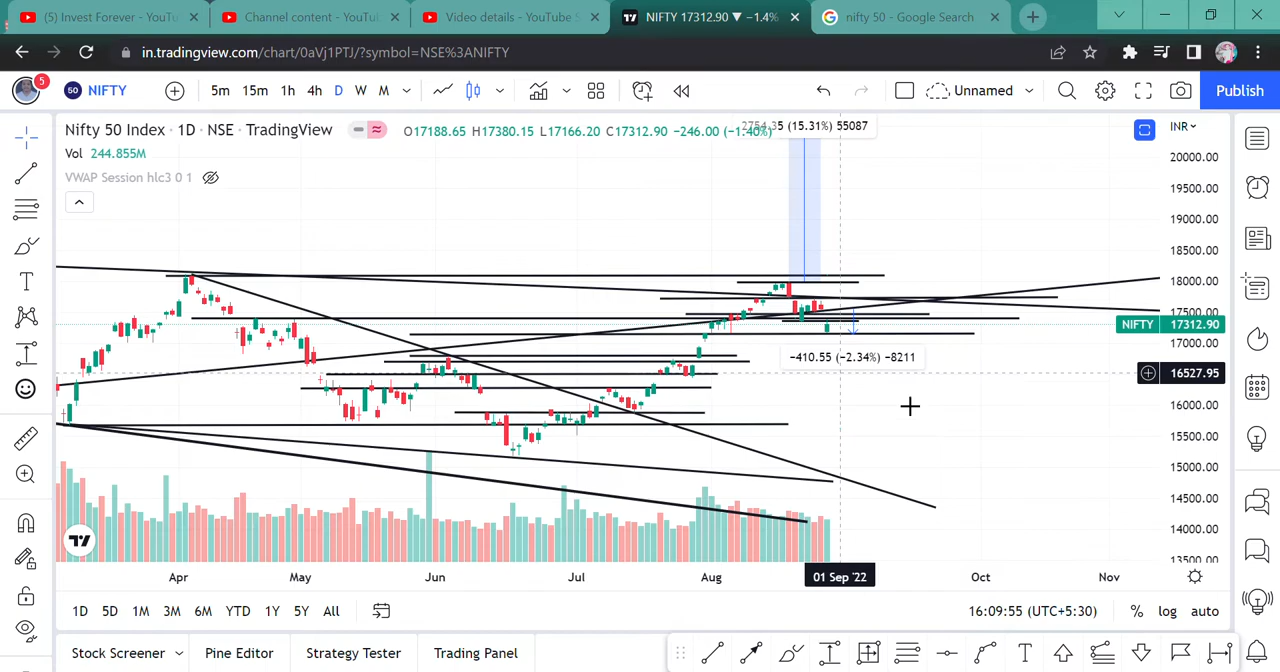 (5) Invest Forever - YouTu
Channel content - YouTu
Video details - YouTube S
NIFTY 17312.90 ▼ −1.4%
nifty 50 - Google Search
in.tradingview.com/chart/0aVj1PTJ/?symbol=NSE%3ANIFTY
5
50 NIFTY
5m 15m 1h 4h D W M
Unnamed
Publish
Nifty 50 Index · 1D · NSE · TradingView
O17188.65 H17380.15 L17166.20 C17312.90 −246.00 (−1.40%)
2754.35 (15.31%) 55087
INR
Vol 244.855M
VWAP Session hlc3 0 1
20000.00
19500.00
19000.00
18500.00
18000.00
17500.00
NIFTY 17312.90
17000.00
−410.55 (−2.34%) −8211
16527.95
16000.00
15500.00
15000.00
14500.00
14000.00
13500.00
Apr May Jun Jul Aug 01 Sep '22 Oct Nov
1D 5D 1M 3M 6M YTD 1Y 5Y All
16:09:55 (UTC+5:30)
% log auto
Stock Screener Pine Editor Strategy Tester Trading Panel